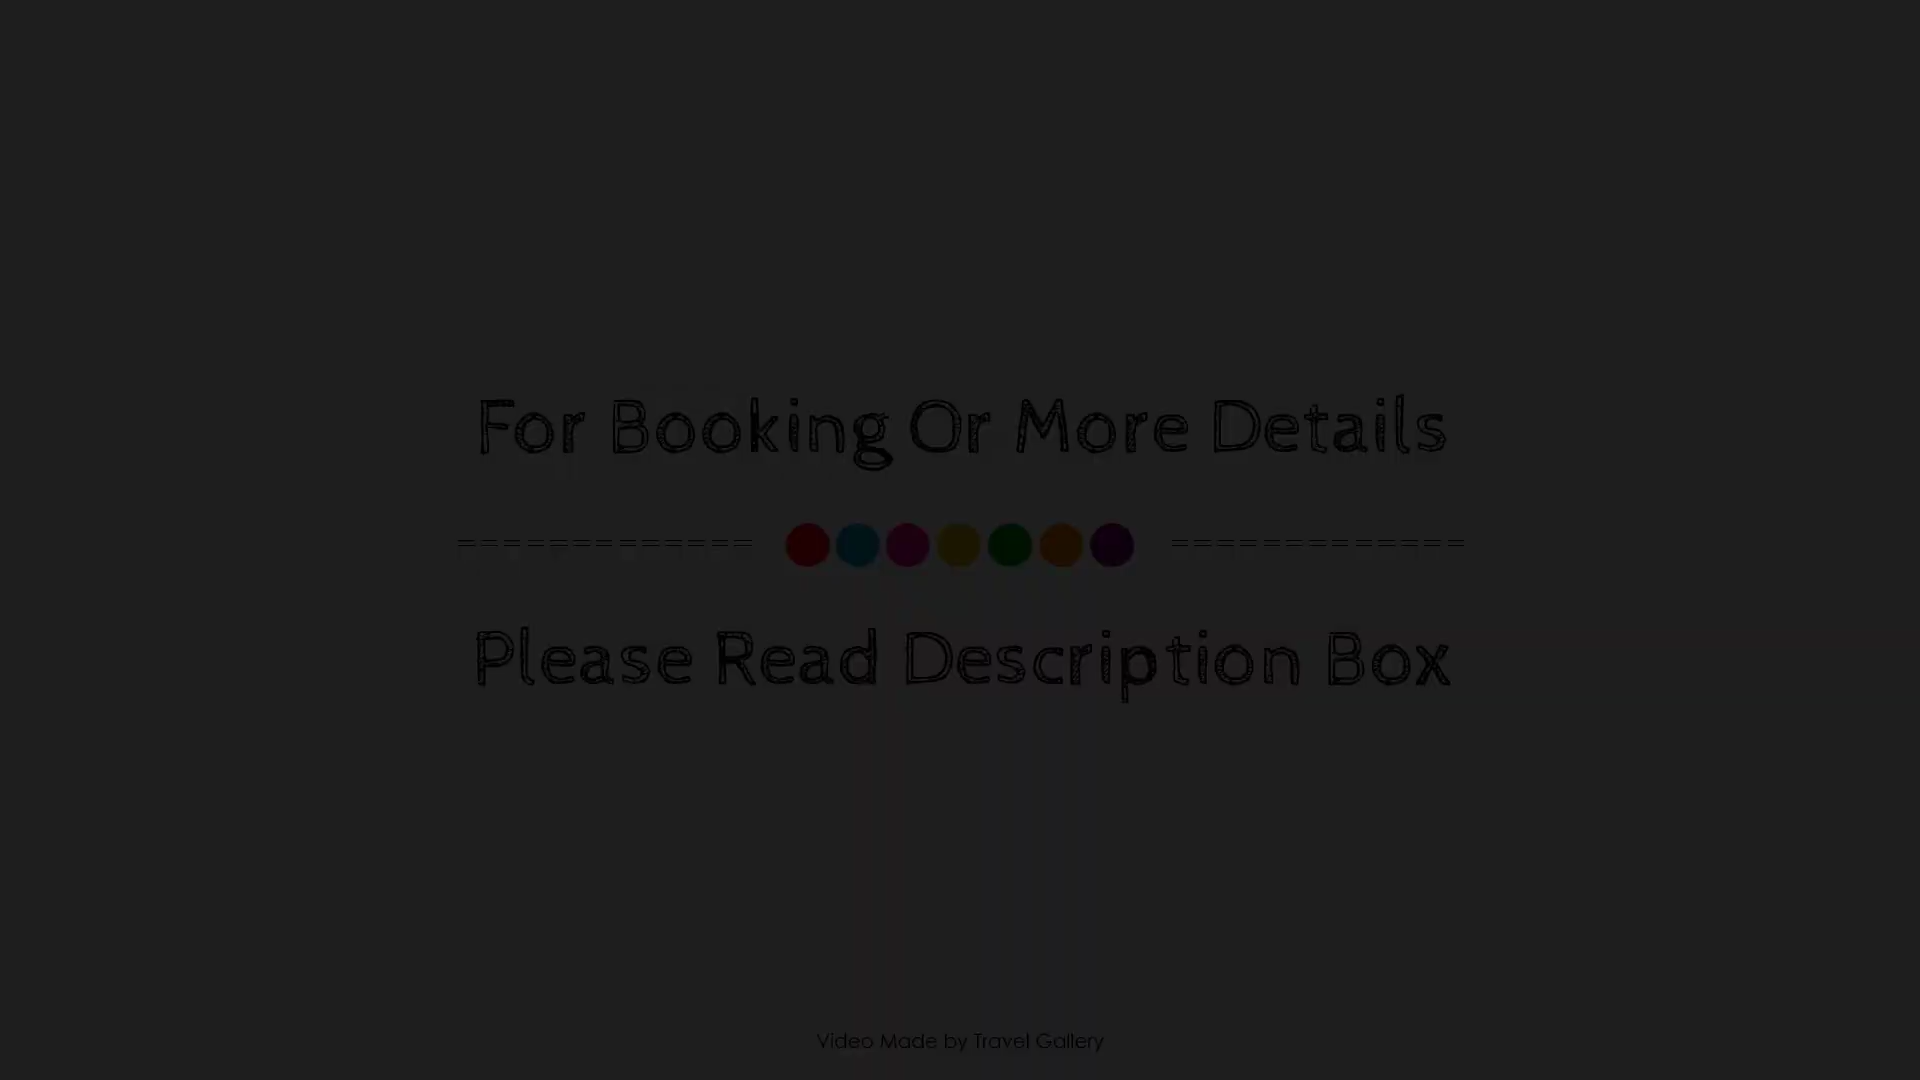 For Booking Or More Details
============= =============
Please Read Description Box
Video Made by Travel Gallery